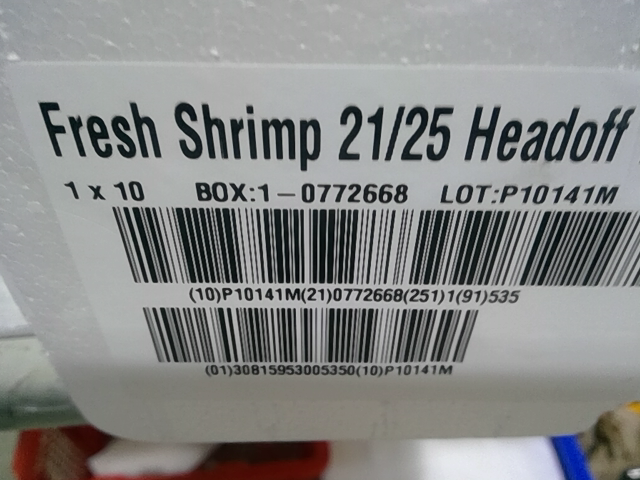 Fresh Shrimp 21/25 Headoff
1 x 10 BOX:1-0772668 LOT:P10141M
(10)P10141M(21)0772668(251)1(91)535
(01)30815953005350(10)P10141M